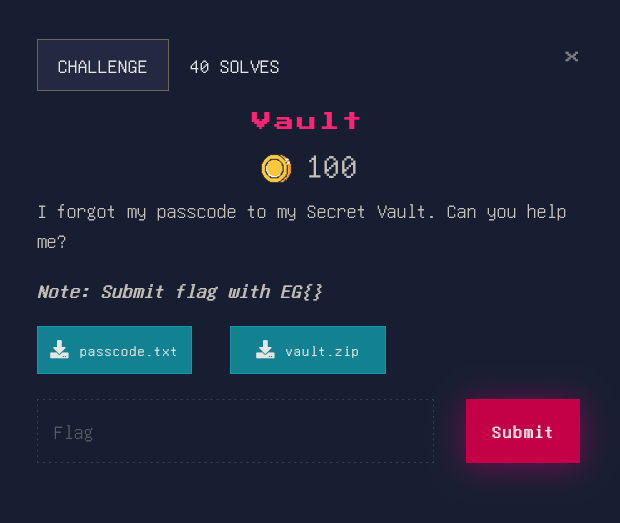 CHALLENGE
40 SOLVES
×
Vault
100
I forgot my passcode to my Secret Vault. Can you help
me?
Note: Submit flag with EG{}
passcode.txt
vault.zip
Flag
Submit